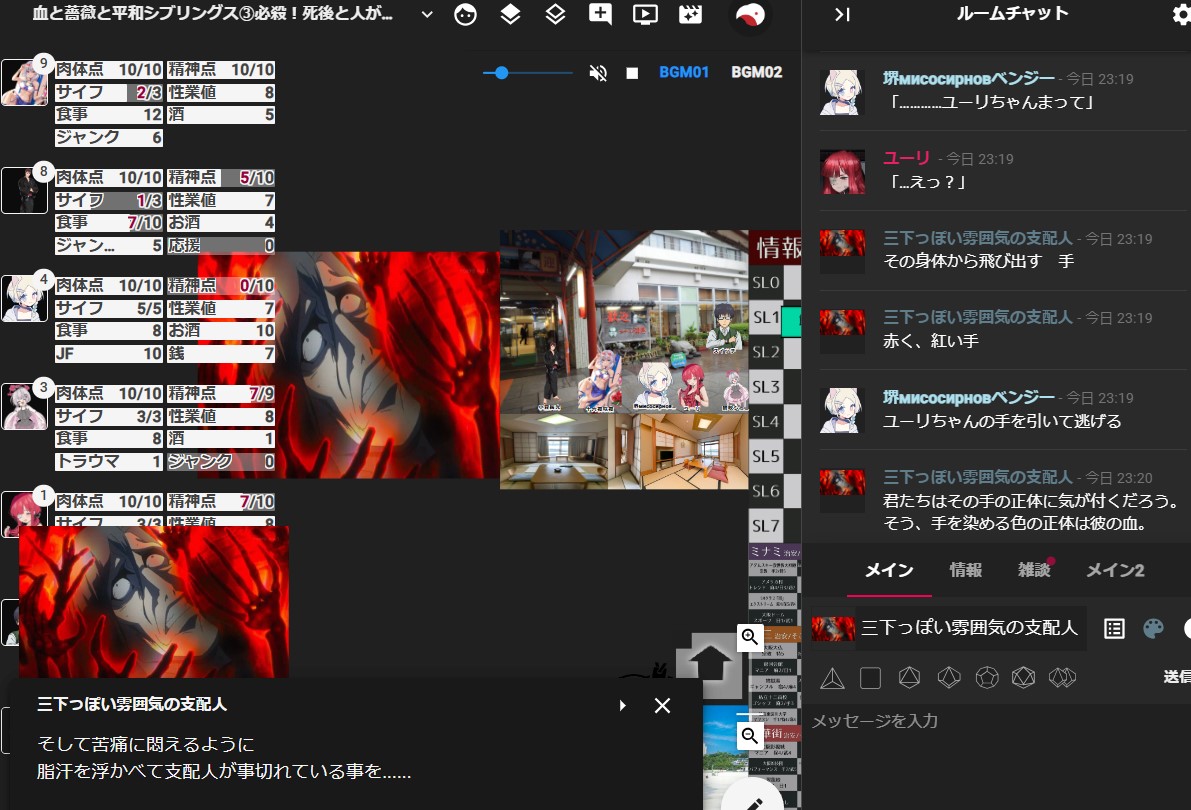 血と薔薇と平和シブリングス③必殺！死後と人が...
BGM01 BGM02
9
肉体点 10/10 精神点 10/10
サイフ 2/3 性業値 8
食事 12 酒 5
ジャンク 6
8
肉体点 10/10 精神点 5/10
サイフ 1/3 性業値 7
食事 7/10 お酒 4
ジャン... 5 応援 0
4
肉体点 10/10 精神点 0/10
サイフ 5/5 性業値 7
食事 8 お酒 10
JF 10 銭 7
3
肉体点 10/10 精神点 7/9
サイフ 3/3 性業値 8
食事 8 酒 1
トラウマ 1 ジャンク 0
1
肉体点 10/10 精神点 7/10
サイフ 3/3 性業値 8
情報
SL0
SL1
SL2
SL3
SL4
SL5
SL6
SL7
ミナミ
三下っぽい雰囲気の支配人
そして苦痛に悶えるように
脂汗を浮かべて支配人が事切れている事を......
ルームチャット
堺мисосирновベンジー - 今日 23:19
「…………ユーリちゃんまって」
ユーリ - 今日 23:19
「...えっ？」
三下っぽい雰囲気の支配人 - 今日 23:19
その身体から飛び出す　手
三下っぽい雰囲気の支配人 - 今日 23:19
赤く、紅い手
堺мисосирновベンジー - 今日 23:19
ユーリちゃんの手を引いて逃げる
三下っぽい雰囲気の支配人 - 今日 23:20
君たちはその手の正体に気が付くだろう。
そう、手を染める色の正体は彼の血。
メイン 情報 雑談 メイン2
三下っぽい雰囲気の支配人
送信
メッセージを入力